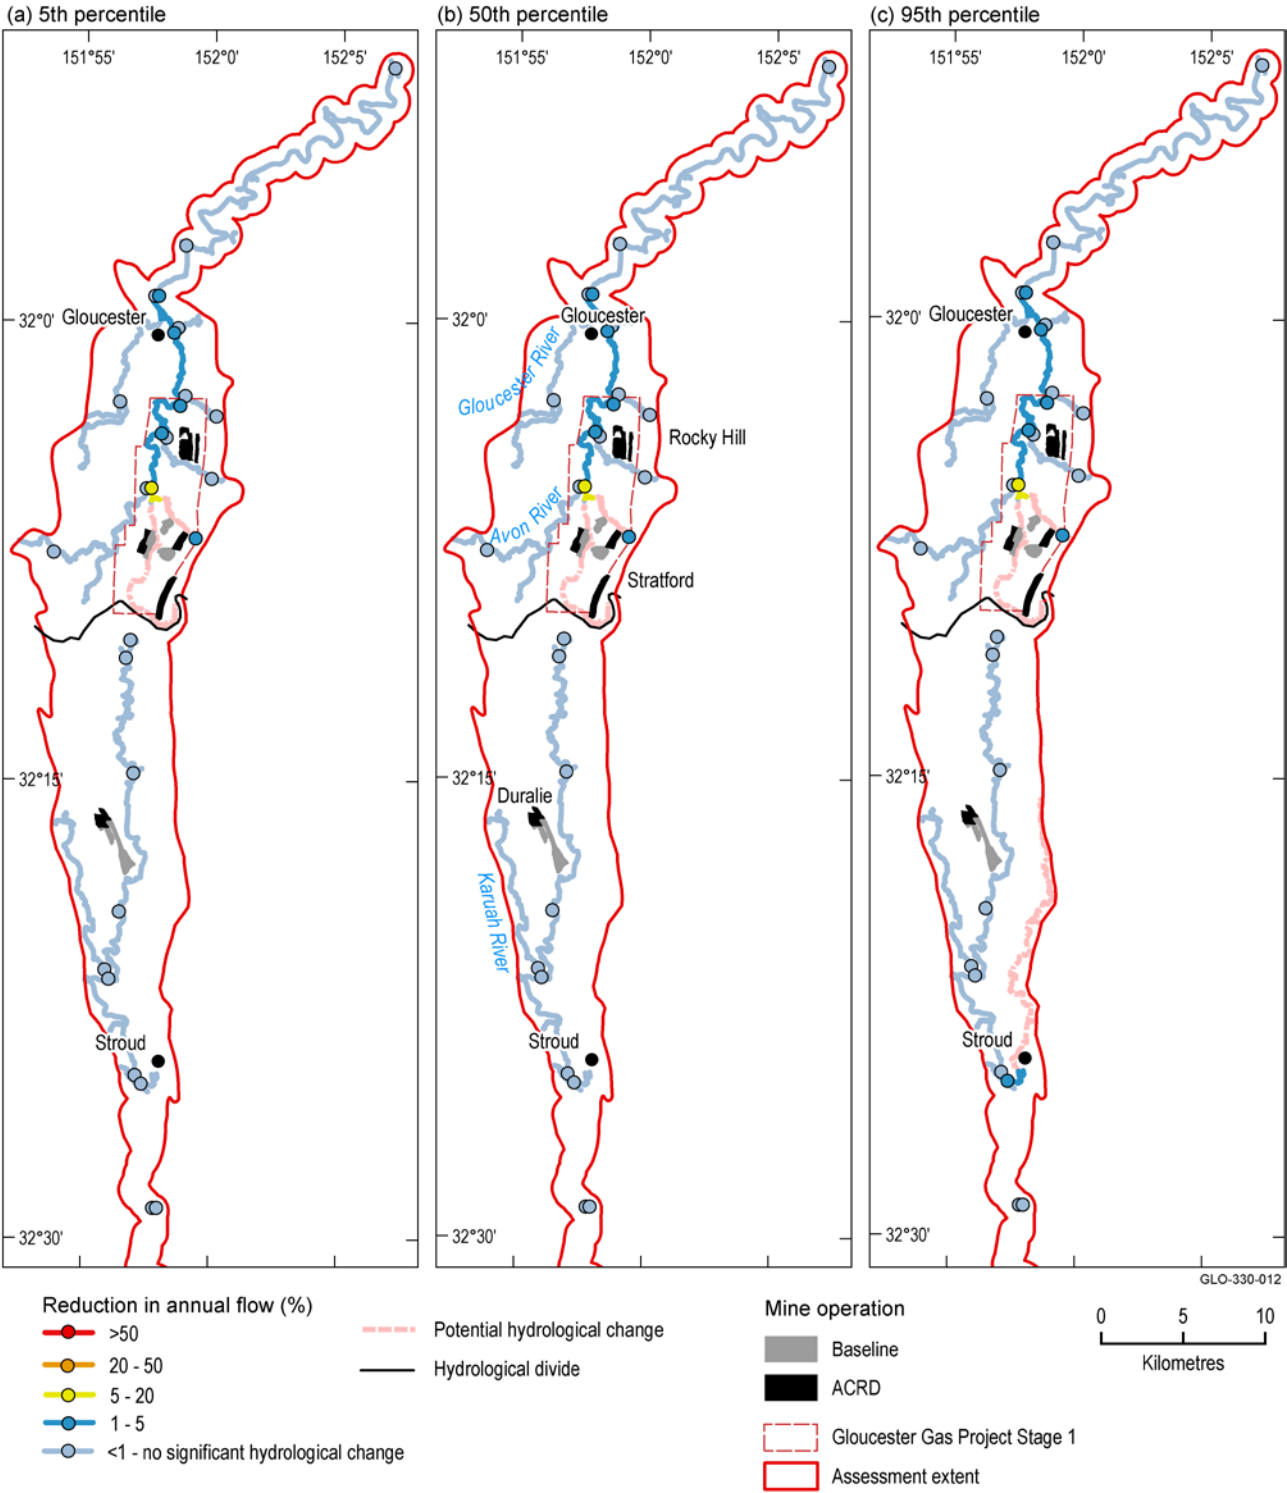 (a) 5th percentile
151°55'
152°0'
152°5'
Gloucester
32°0'
32°15'
Stroud
32°30'
(b) 50th percentile
151°55'
152°0'
152°5'
32°0'
Gloucester
Gloucester River
Rocky Hill
Avon River
Stratford
32°15'
Duralie
Karuah River
Stroud
32°30'
(c) 95th percentile
151°55'
152°0'
152°5'
Gloucester
32°0'
32°15'
Stroud
32°30'
GLO-330-012
Reduction in annual flow (%)
>50
20 - 50
5 - 20
1 - 5
<1 - no significant hydrological change
Potential hydrological change
Hydrological divide
Mine operation
Baseline
ACRD
Gloucester Gas Project Stage 1
Assessment extent
0 5 10
Kilometres